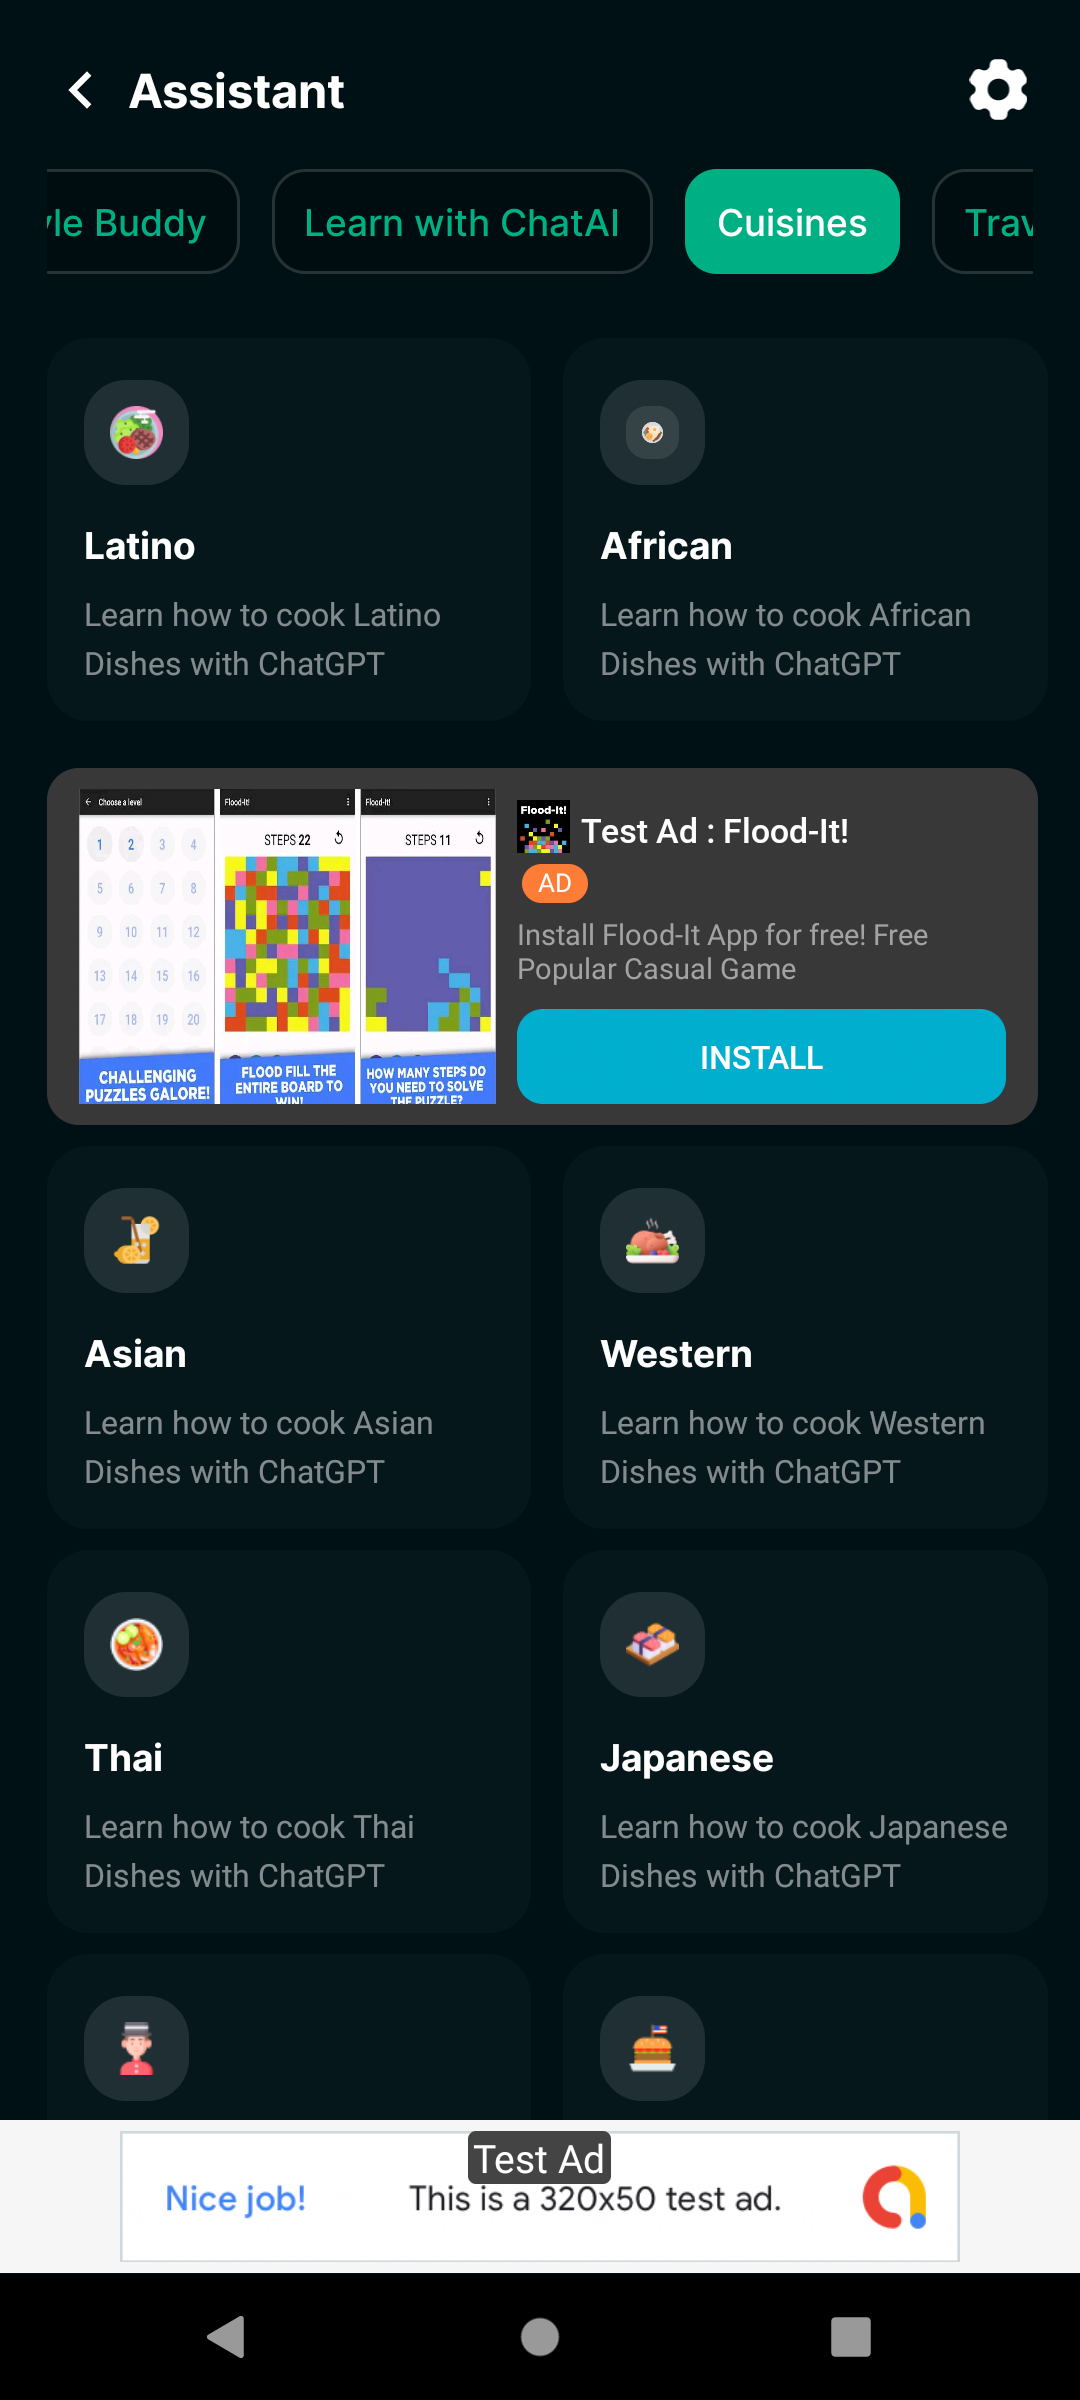 Assistant
yle Buddy
Learn with ChatAI
Cuisines
Trav
Latino
Learn how to cook Latino
Dishes with ChatGPT
African
Learn how to cook African
Dishes with ChatGPT
Choose a level
1 2 3 4
5 6 7 8
9 10 11 12
13 14 15 16
17 18 19 20
CHALLENGING
PUZZLES GALORE!
Flood-It!
STEPS 22
FLOOD FILL THE
ENTIRE BOARD TO
WIN!
Flood-It!
STEPS 11
HOW MANY STEPS DO
YOU NEED TO SOLVE
THE PUZZLE?
Flood-It!
Test Ad : Flood-It!
AD
Install Flood-It App for free! Free
Popular Casual Game
INSTALL
Asian
Learn how to cook Asian
Dishes with ChatGPT
Western
Learn how to cook Western
Dishes with ChatGPT
Thai
Learn how to cook Thai
Dishes with ChatGPT
Japanese
Learn how to cook Japanese
Dishes with ChatGPT
Test Ad
Nice job!
This is a 320x50 test ad.